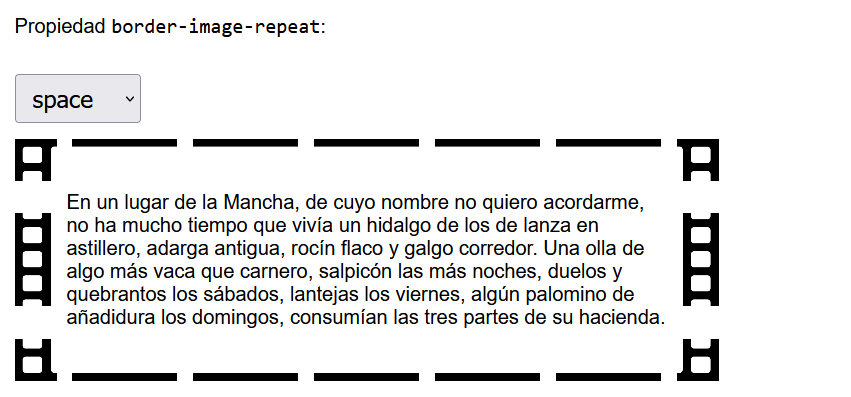 Propiedad border-image-repeat:
space
En un lugar de la Mancha, de cuyo nombre no quiero acordarme,
no ha mucho tiempo que vivía un hidalgo de los de lanza en
astillero, adarga antigua, rocín flaco y galgo corredor. Una olla de
algo más vaca que carnero, salpicón las más noches, duelos y
quebrantos los sábados, lantejas los viernes, algún palomino de
añadidura los domingos, consumían las tres partes de su hacienda.